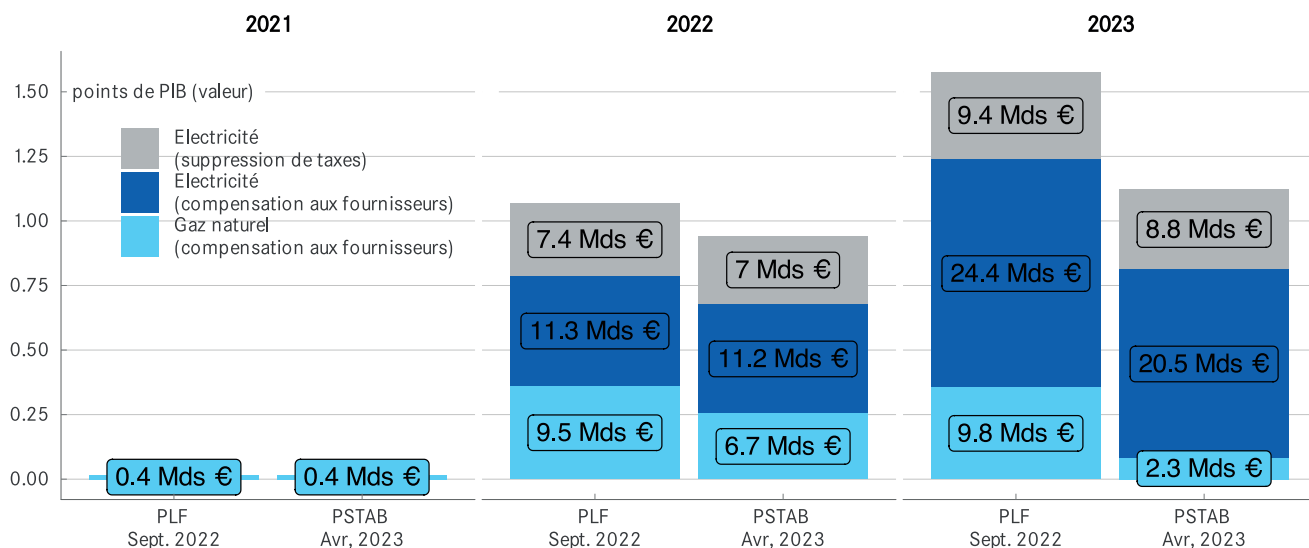 2021
2022
2023
points de PIB (valeur)
1.50
1.25
1.00
0.75
0.50
0.25
0.00
Electricité
(suppression de taxes)
Electricité
(compensation aux fournisseurs)
Gaz naturel
(compensation aux fournisseurs)
0.4 Mds €
0.4 Mds €
7.4 Mds €
11.3 Mds €
9.5 Mds €
7 Mds €
11.2 Mds €
6.7 Mds €
9.4 Mds €
24.4 Mds €
9.8 Mds €
8.8 Mds €
20.5 Mds €
2.3 Mds €
PLF
Sept. 2022
PSTAB
Avr, 2023
PLF
Sept. 2022
PSTAB
Avr, 2023
PLF
Sept. 2022
PSTAB
Avr, 2023